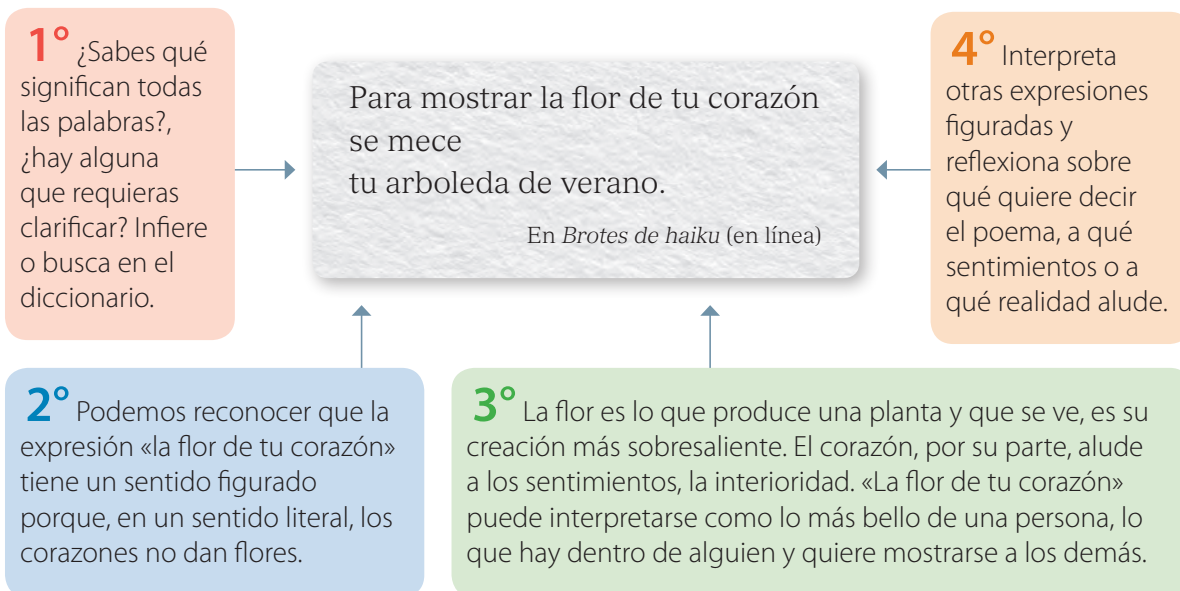 1° ¿Sabes qué
significan todas
las palabras?,
¿hay alguna
que requieras
clarificar? Infiere
o busca en el
diccionario.
Para mostrar la flor de tu corazón
se mece
tu arboleda de verano.
En Brotes de haiku (en línea)
4° Interpreta
otras expresiones
figuradas y
reflexiona sobre
qué quiere decir
el poema, a qué
sentimientos o a
qué realidad alude.
2° Podemos reconocer que la
expresión «la flor de tu corazón»
tiene un sentido figurado
porque, en un sentido literal, los
corazones no dan flores.
3° La flor es lo que produce una planta y que se ve, es su
creación más sobresaliente. El corazón, por su parte, alude
a los sentimientos, la interioridad. «La flor de tu corazón»
puede interpretarse como lo más bello de una persona, lo
que hay dentro de alguien y quiere mostrarse a los demás.